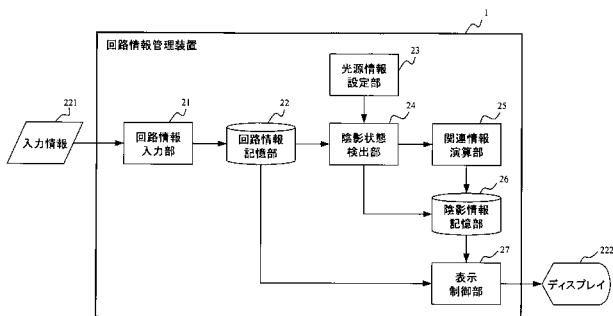 1
回路情報管理装置
23
光源情報
設定部
221
入力情報
21
回路情報
入力部
22
回路情報
記憶部
24
陰影状態
検出部
25
関連情報
演算部
26
陰影情報
記憶部
27
表示
制御部
222
ディスプレイ